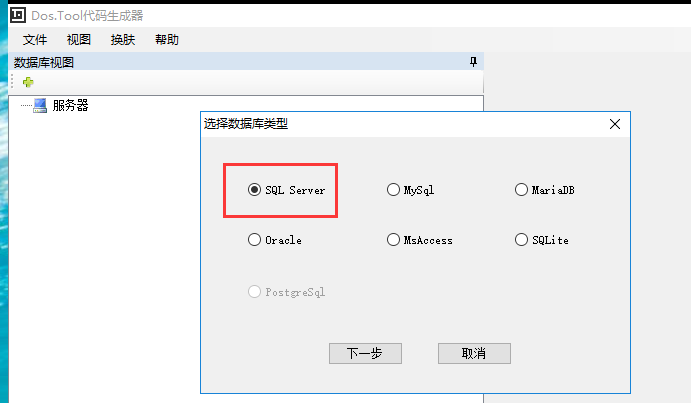 Dos.Tool代码生成器
文件 视图 换肤 帮助
数据库视图
服务器
选择数据库类型
SQL Server MySql MariaDB
Oracle MsAccess SQLite
PostgreSql
下一步 取消